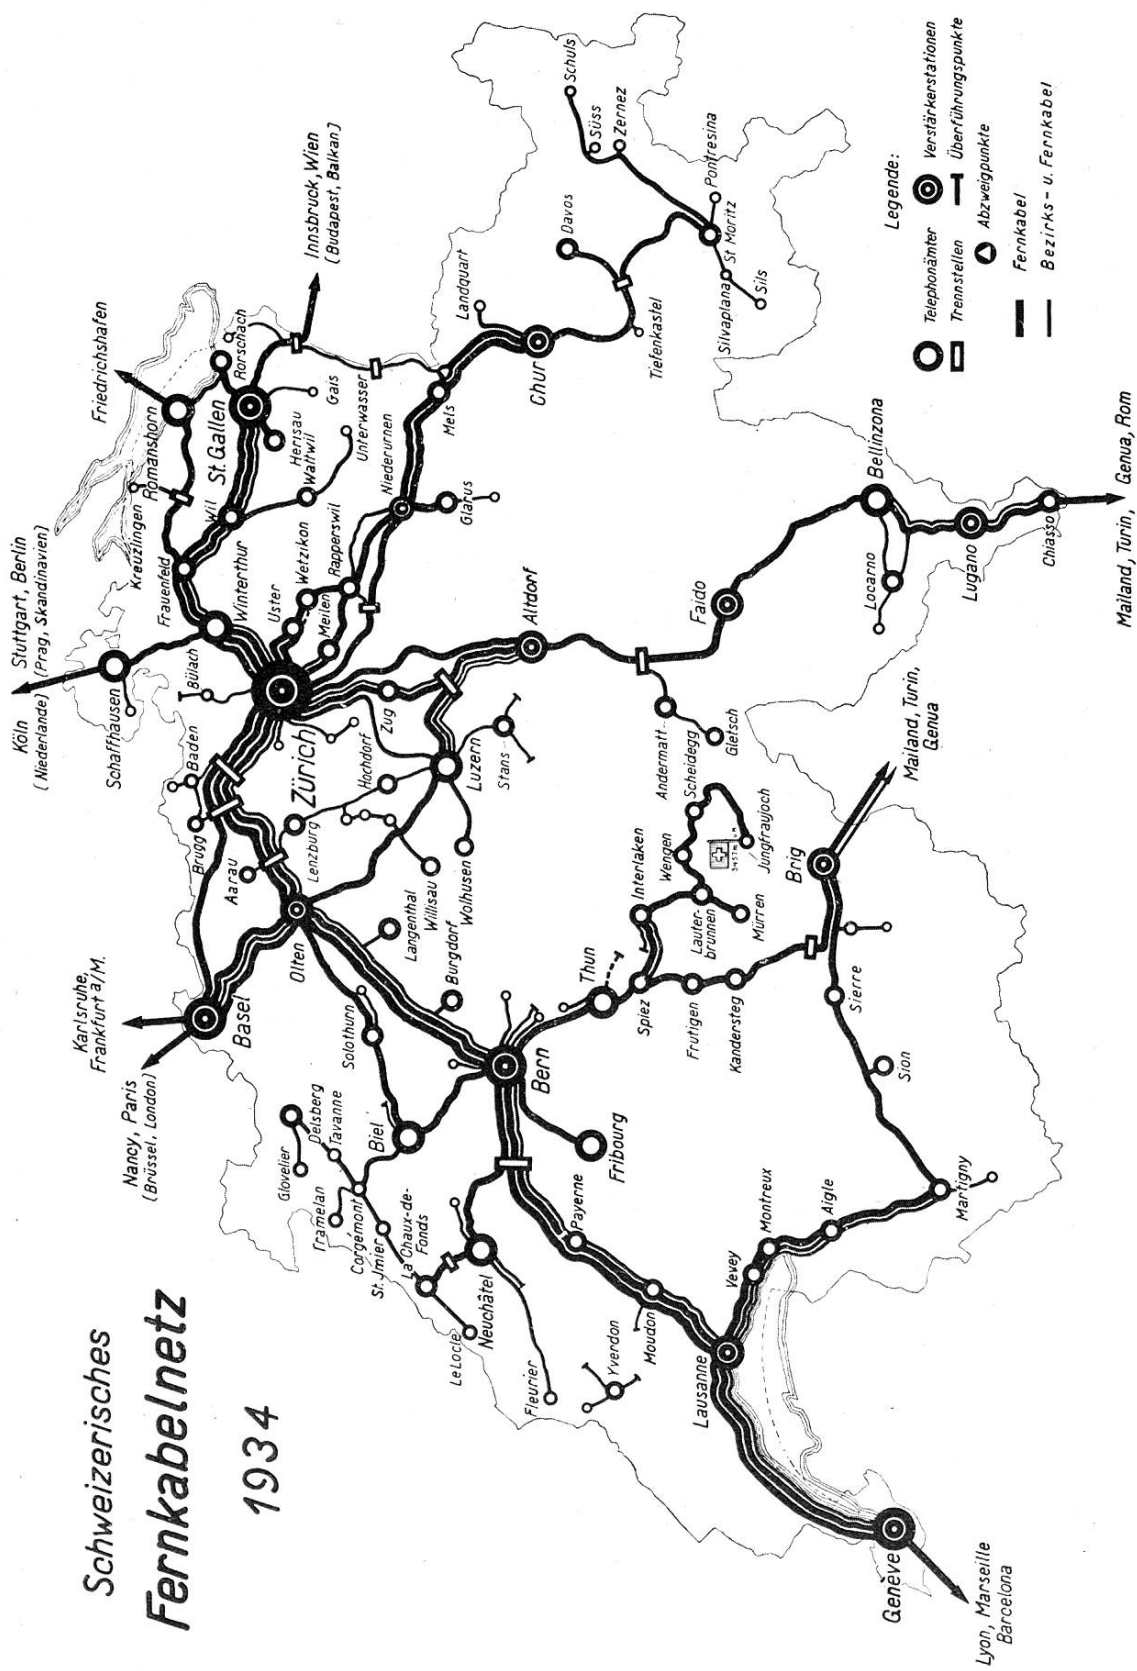 Schweizerisches
Fernkabelnetz
1934
Nancy, Paris
(Brüssel, London)
Karlsruhe,
Frankfurt a/M.
Köln
(Niederlande)
Stuttgart, Berlin
(Prag, Skandinavien)
Friedrichshafen
Innsbruck, Wien
(Budapest, Balkan)
Basel
Schaffhausen
Kreuzlingen
Romanshorn
Rorschach
Frauenfeld
Winterthur
Wil
St. Gallen
Gais
Herisau
Wattwil
Unterwasser
Bülach
Baden
Brugg
Aarau
Lenzburg
Zürich
Uster
Wetzikon
Meilen
Rapperswil
Niederurnen
Glarus
Mels
Landquart
Chur
Davos
Tiefenkastel
Schuls
Süss
Zernez
Pontresina
St Moritz
Silvaplana
Sils
Delsberg
Glovelier
Tavanne
Tramelan
Corgémont
St. Jmier
La Chaux-de-
Fonds
Le Locle
Neuchâtel
Fleurier
Biel
Solothurn
Olten
Langenthal
Burgdorf
Willisau
Wolhusen
Hochdorf
Zug
Luzern
Stans
Altdorf
Bern
Fribourg
Payerne
Moudon
Yverdon
Lausanne
Thun
Spiez
Frutigen
Kandersteg
Interlaken
Lauter-
brunnen
Wengen
Mürren
Scheidegg
Jungfraujoch
3457 m ü M
Andermatt
Gletsch
Faido
Bellinzona
Locarno
Lugano
Chiasso
Mailand, Turin, Genua, Rom
Brig
Mailand, Turin,
Genua
Sierre
Sion
Martigny
Aigle
Montreux
Vevey
Genève
Lyon, Marseille
Barcelona
Legende:
Telephonämter
Verstärkerstationen
Trennstellen
Überführungspunkte
Abzweigpunkte
Fernkabel
Bezirks- u. Fernkabel